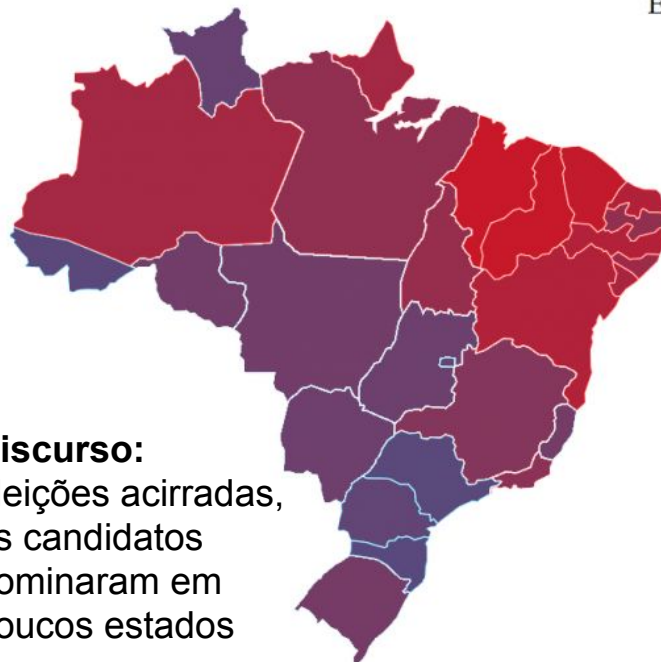 E
iscurso:
eições acirradas,
s candidatos
ominaram em
oucos estados